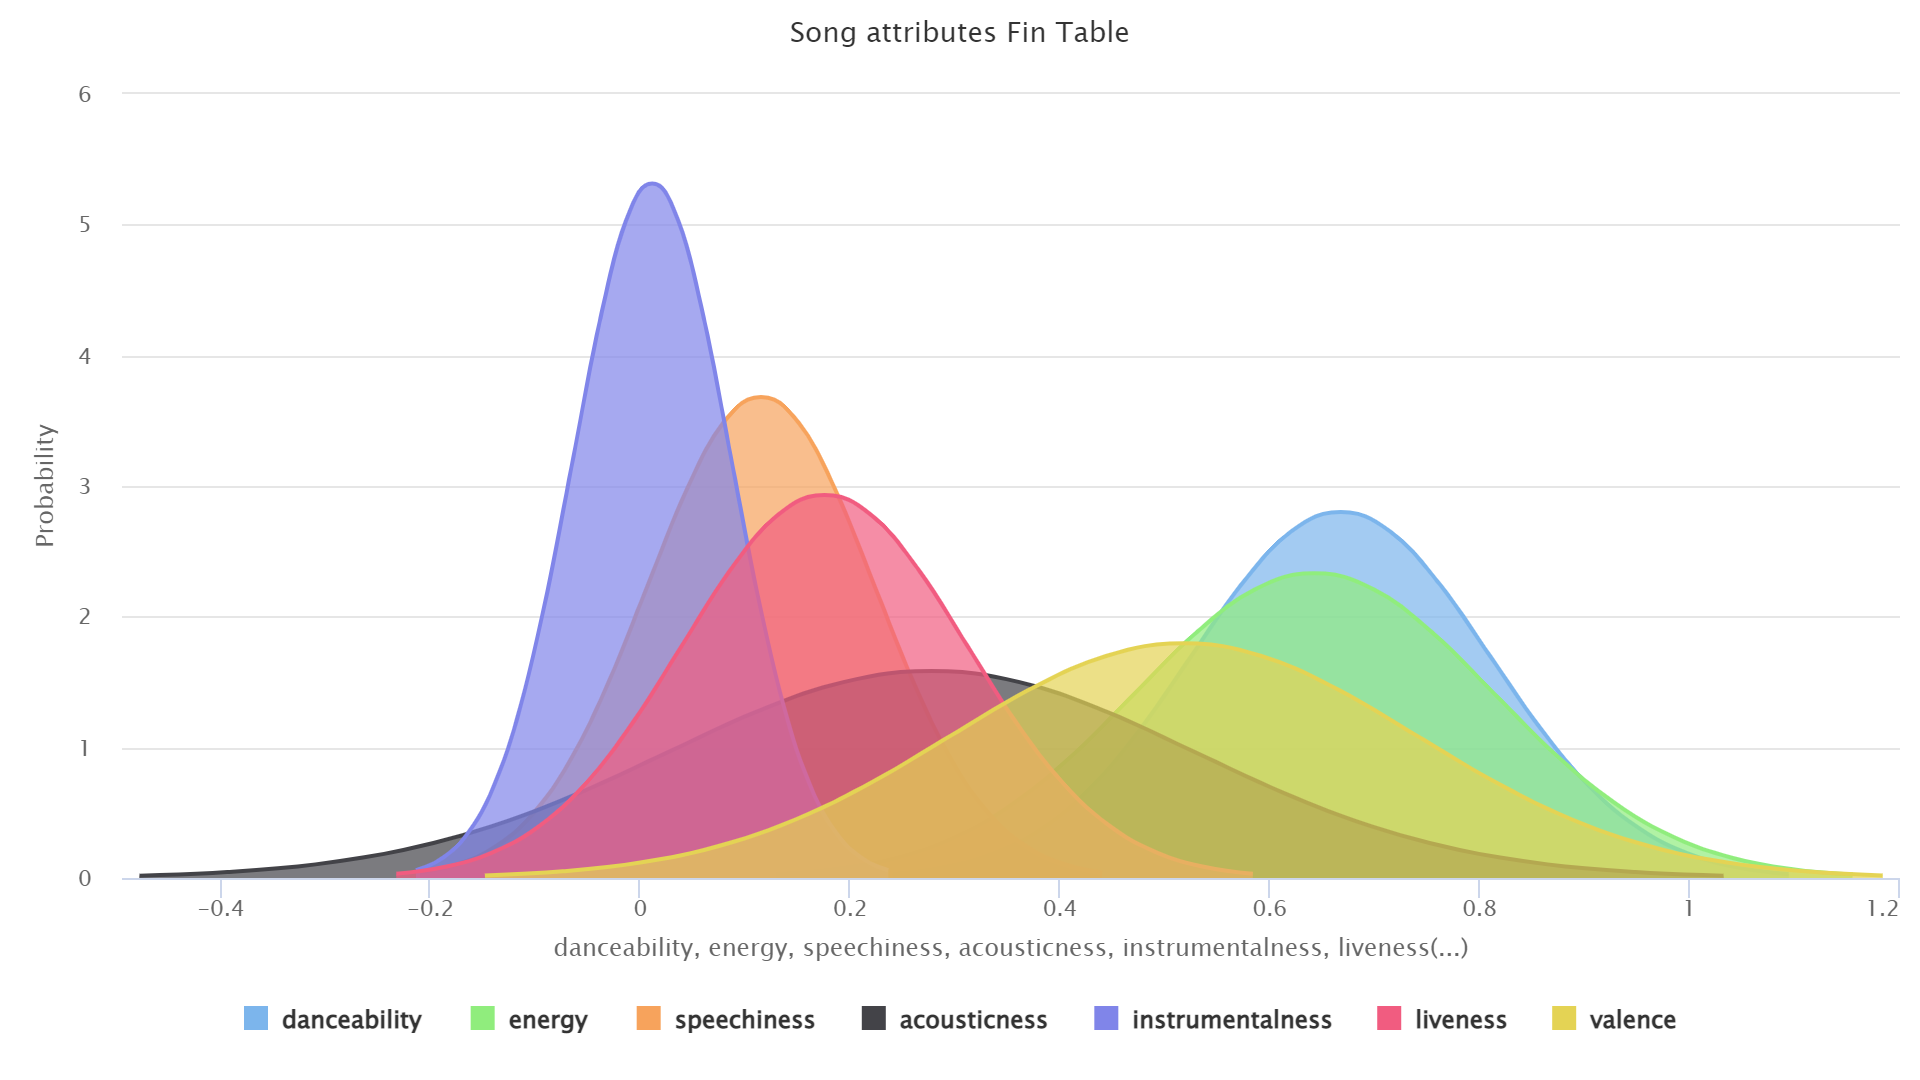 Song attributes Fin Table
6
5
4
3
2
1
0
Probability
-0.4 -0.2 0 0.2 0.4 0.6 0.8 1 1.2
danceability, energy, speechiness, acousticness, instrumentalness, liveness(...)
danceability energy speechiness acousticness instrumentalness liveness valence